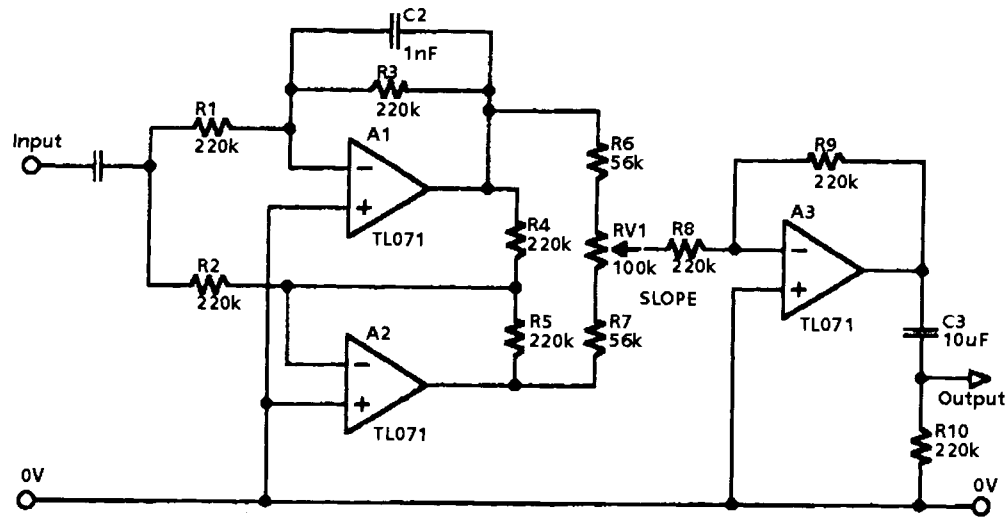 C2
1nF
R3
220k
R1
220k
Input
A1
−
+
TL071
R6
56k
R4
220k
RV1
100k
SLOPE
R8
220k
R9
220k
A3
−
+
TL071
R2
220k
R5
220k
R7
56k
A2
−
+
TL071
C3
10uF
Output
R10
220k
0V
0V